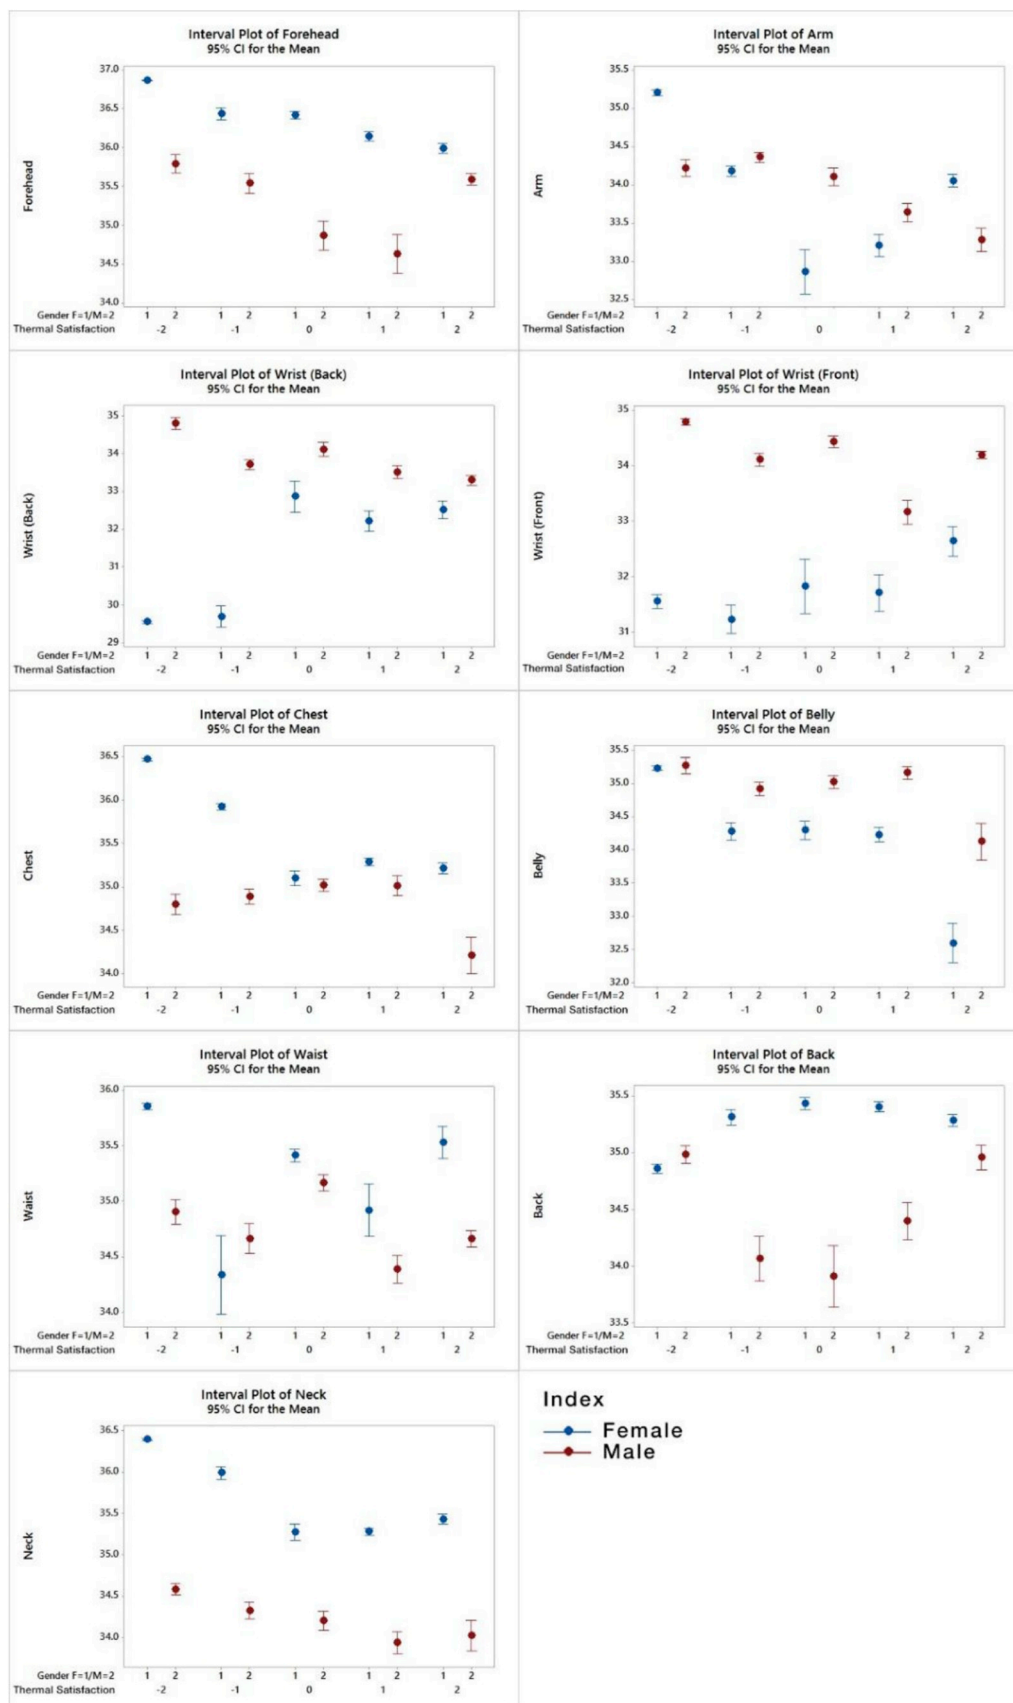 Interval Plot of Forehead
95% CI for the Mean
37.0
36.5
36.0
35.5
35.0
34.5
34.0
Forehead
Gender F=1/M=2 1 2 1 2 1 2 1 2 1 2
Thermal Satisfaction -2 -1 0 1 2
Interval Plot of Arm
95% CI for the Mean
35.5
35.0
34.5
34.0
33.5
33.0
32.5
Arm
Gender F=1/M=2 1 2 1 2 1 2 1 2 1 2
Thermal Satisfaction -2 -1 0 1 2
Interval Plot of Wrist (Back)
95% CI for the Mean
35
34
33
32
31
30
29
Wrist (Back)
Gender F=1/M=2 1 2 1 2 1 2 1 2 1 2
Thermal Satisfaction -2 -1 0 1 2
Interval Plot of Wrist (Front)
95% CI for the Mean
35
34
33
32
31
Wrist (Front)
Gender F=1/M=2 1 2 1 2 1 2 1 2 1 2
Thermal Satisfaction -2 -1 0 1 2
Interval Plot of Chest
95% CI for the Mean
36.5
36.0
35.5
35.0
34.5
34.0
Chest
Gender F=1/M=2 1 2 1 2 1 2 1 2 1 2
Thermal Satisfaction -2 -1 0 1 2
Interval Plot of Belly
95% CI for the Mean
35.5
35.0
34.5
34.0
33.5
33.0
32.5
32.0
Belly
Gender F=1/M=2 1 2 1 2 1 2 1 2 1 2
Thermal Satisfaction -2 -1 0 1 2
Interval Plot of Waist
95% CI for the Mean
36.0
35.5
35.0
34.5
34.0
Waist
Gender F=1/M=2 1 2 1 2 1 2 1 2 1 2
Thermal Satisfaction -2 -1 0 1 2
Interval Plot of Back
95% CI for the Mean
35.5
35.0
34.5
34.0
33.5
Back
Gender F=1/M=2 1 2 1 2 1 2 1 2 1 2
Thermal Satisfaction -2 -1 0 1 2
Interval Plot of Neck
95% CI for the Mean
36.5
36.0
35.5
35.0
34.5
34.0
Neck
Gender F=1/M=2 1 2 1 2 1 2 1 2 1 2
Thermal Satisfaction -2 -1 0 1 2
Index
Female
Male